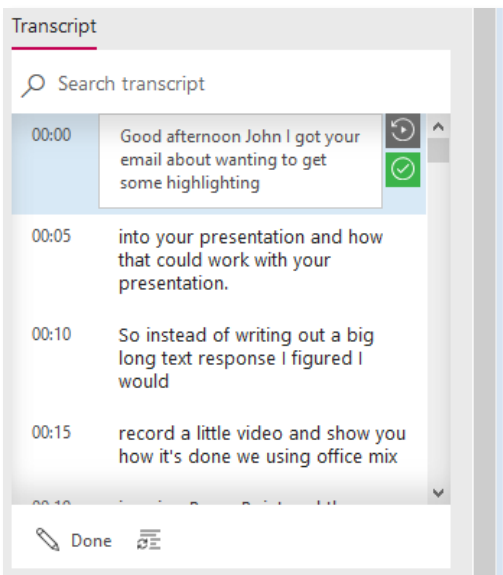 Transcript
Search transcript
00:00
Good afternoon John I got your
email about wanting to get
some highlighting
00:05
into your presentation and how
that could work with your
presentation.
00:10
So instead of writing out a big
long text response I figured I
would
00:15
record a little video and show you
how it's done we using office mix
Done